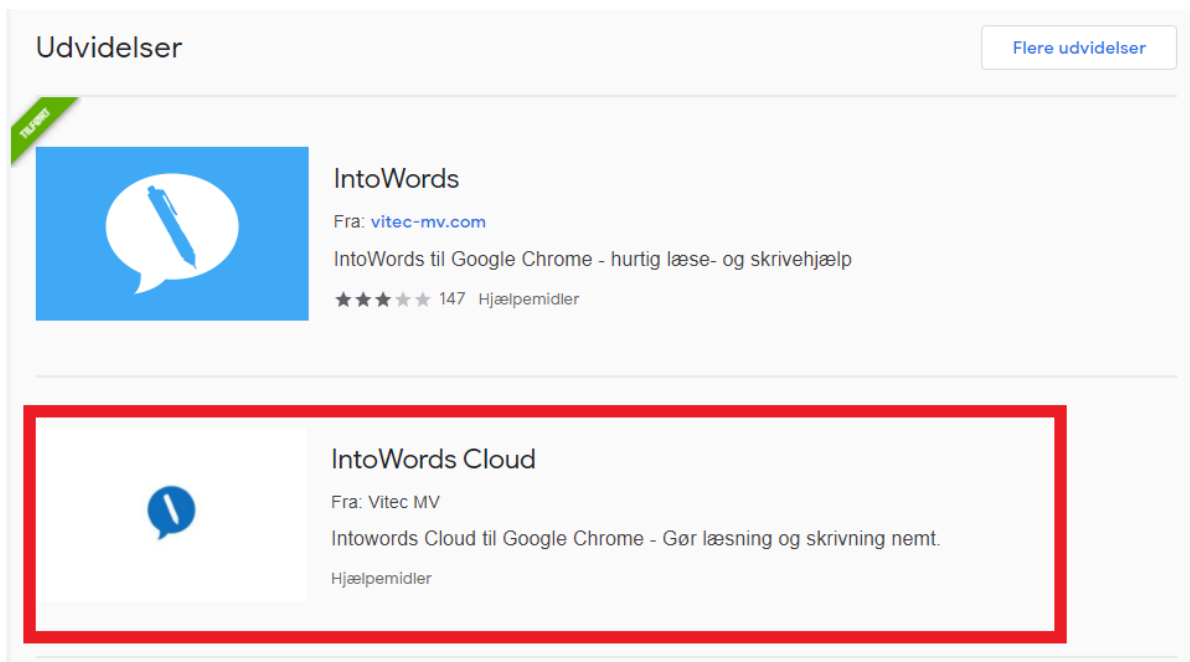 Udvidelser
Flere udvidelser
TILFØRT
IntoWords
Fra: vitec-mv.com
IntoWords til Google Chrome - hurtig læse- og skrivehjælp
147 Hjælpemidler
IntoWords Cloud
Fra: Vitec MV
Intowords Cloud til Google Chrome - Gør læsning og skrivning nemt.
Hjælpemidler